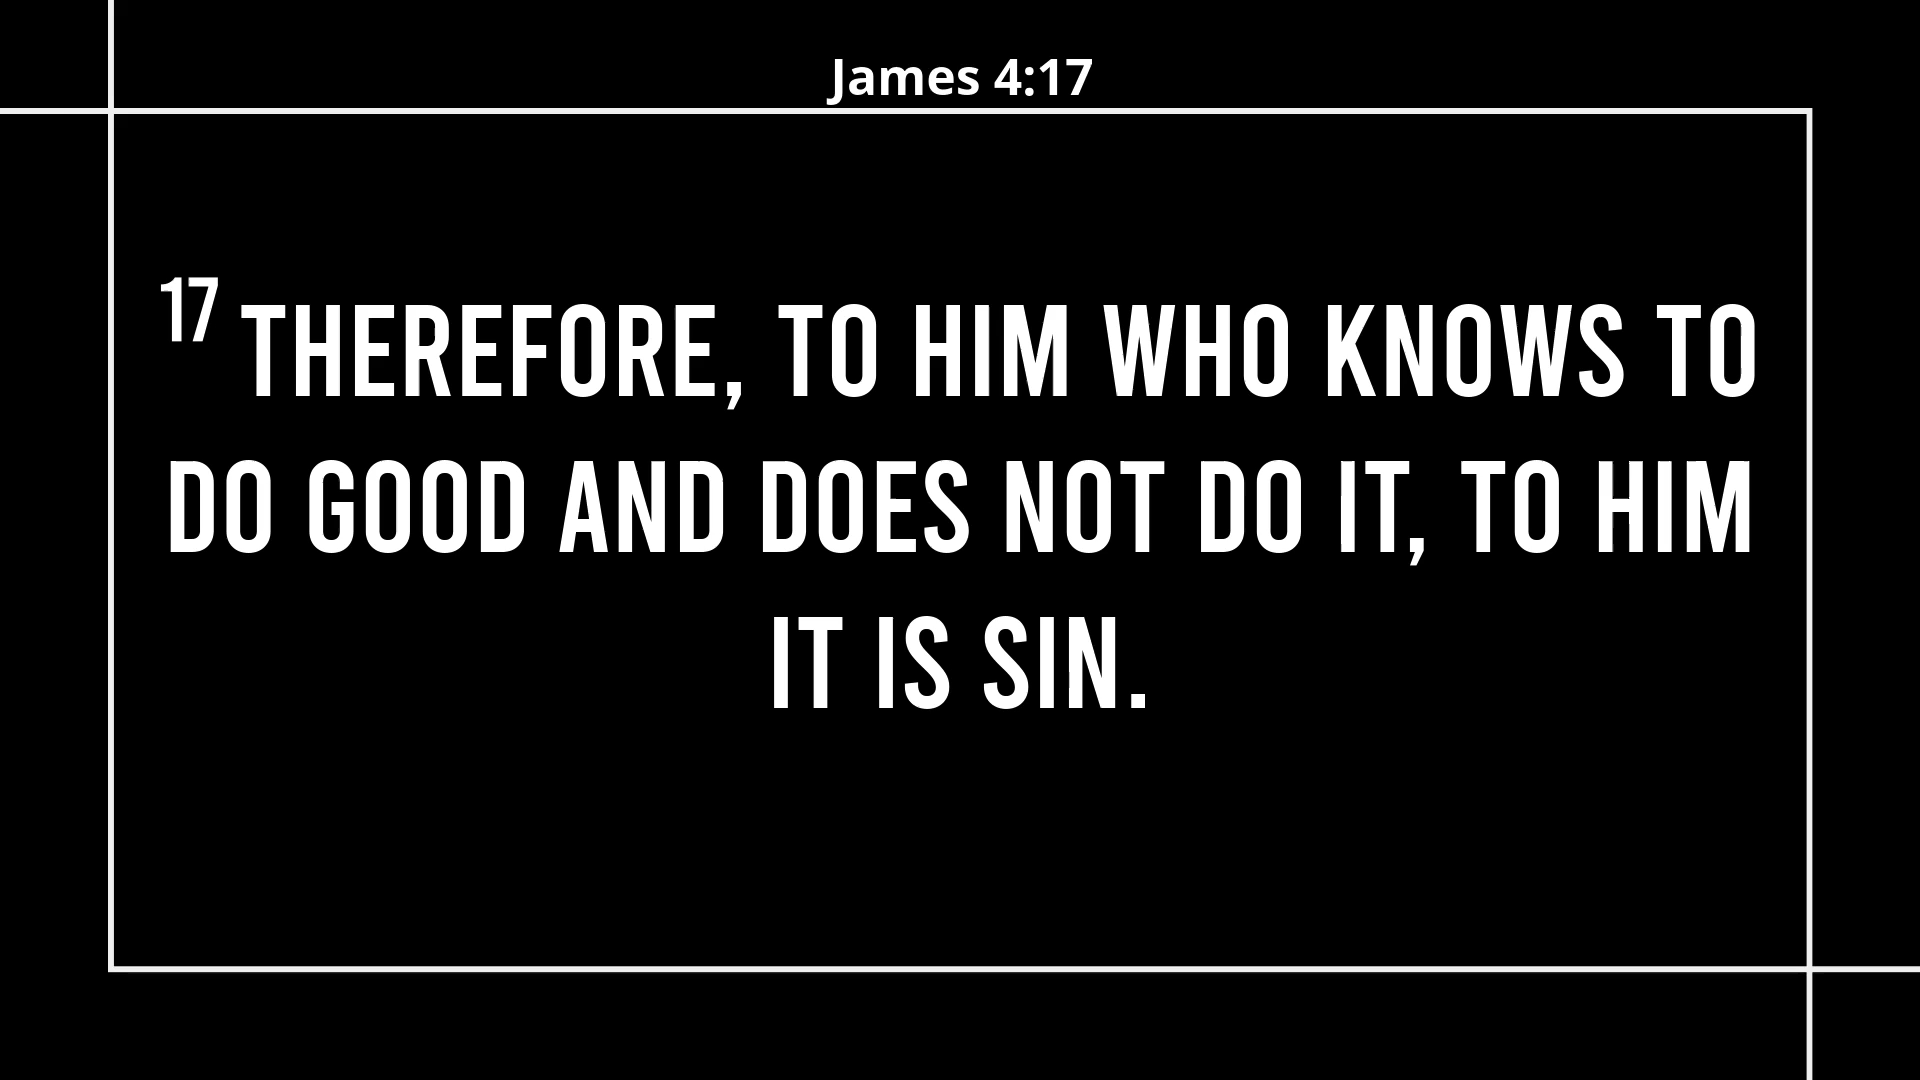 James 4:17
17 THEREFORE, TO HIM WHO KNOWS TO
DO GOOD AND DOES NOT DO IT, TO HIM
IT IS SIN.